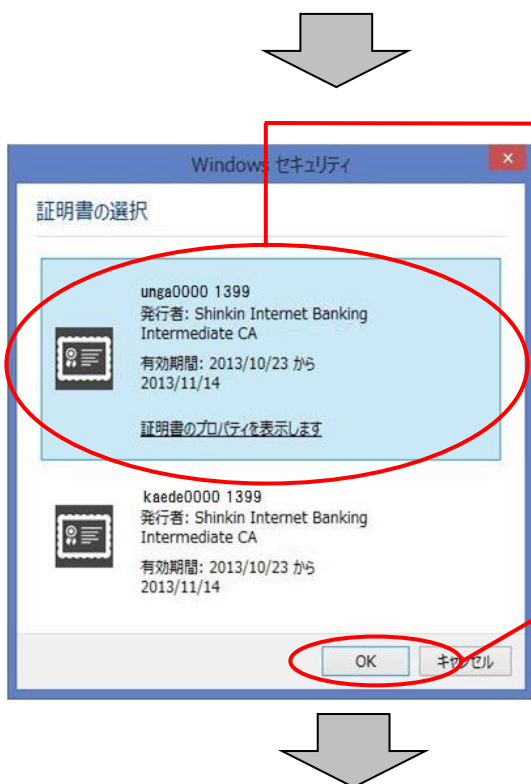 Windows セキュリティ
証明書の選択
unga0000 1399
発行者: Shinkin Internet Banking
Intermediate CA
有効期間: 2013/10/23 から
2013/11/14
証明書のプロパティを表示します
kaede0000 1399
発行者: Shinkin Internet Banking
Intermediate CA
有効期間: 2013/10/23 から
2013/11/14
OK
キャンセル